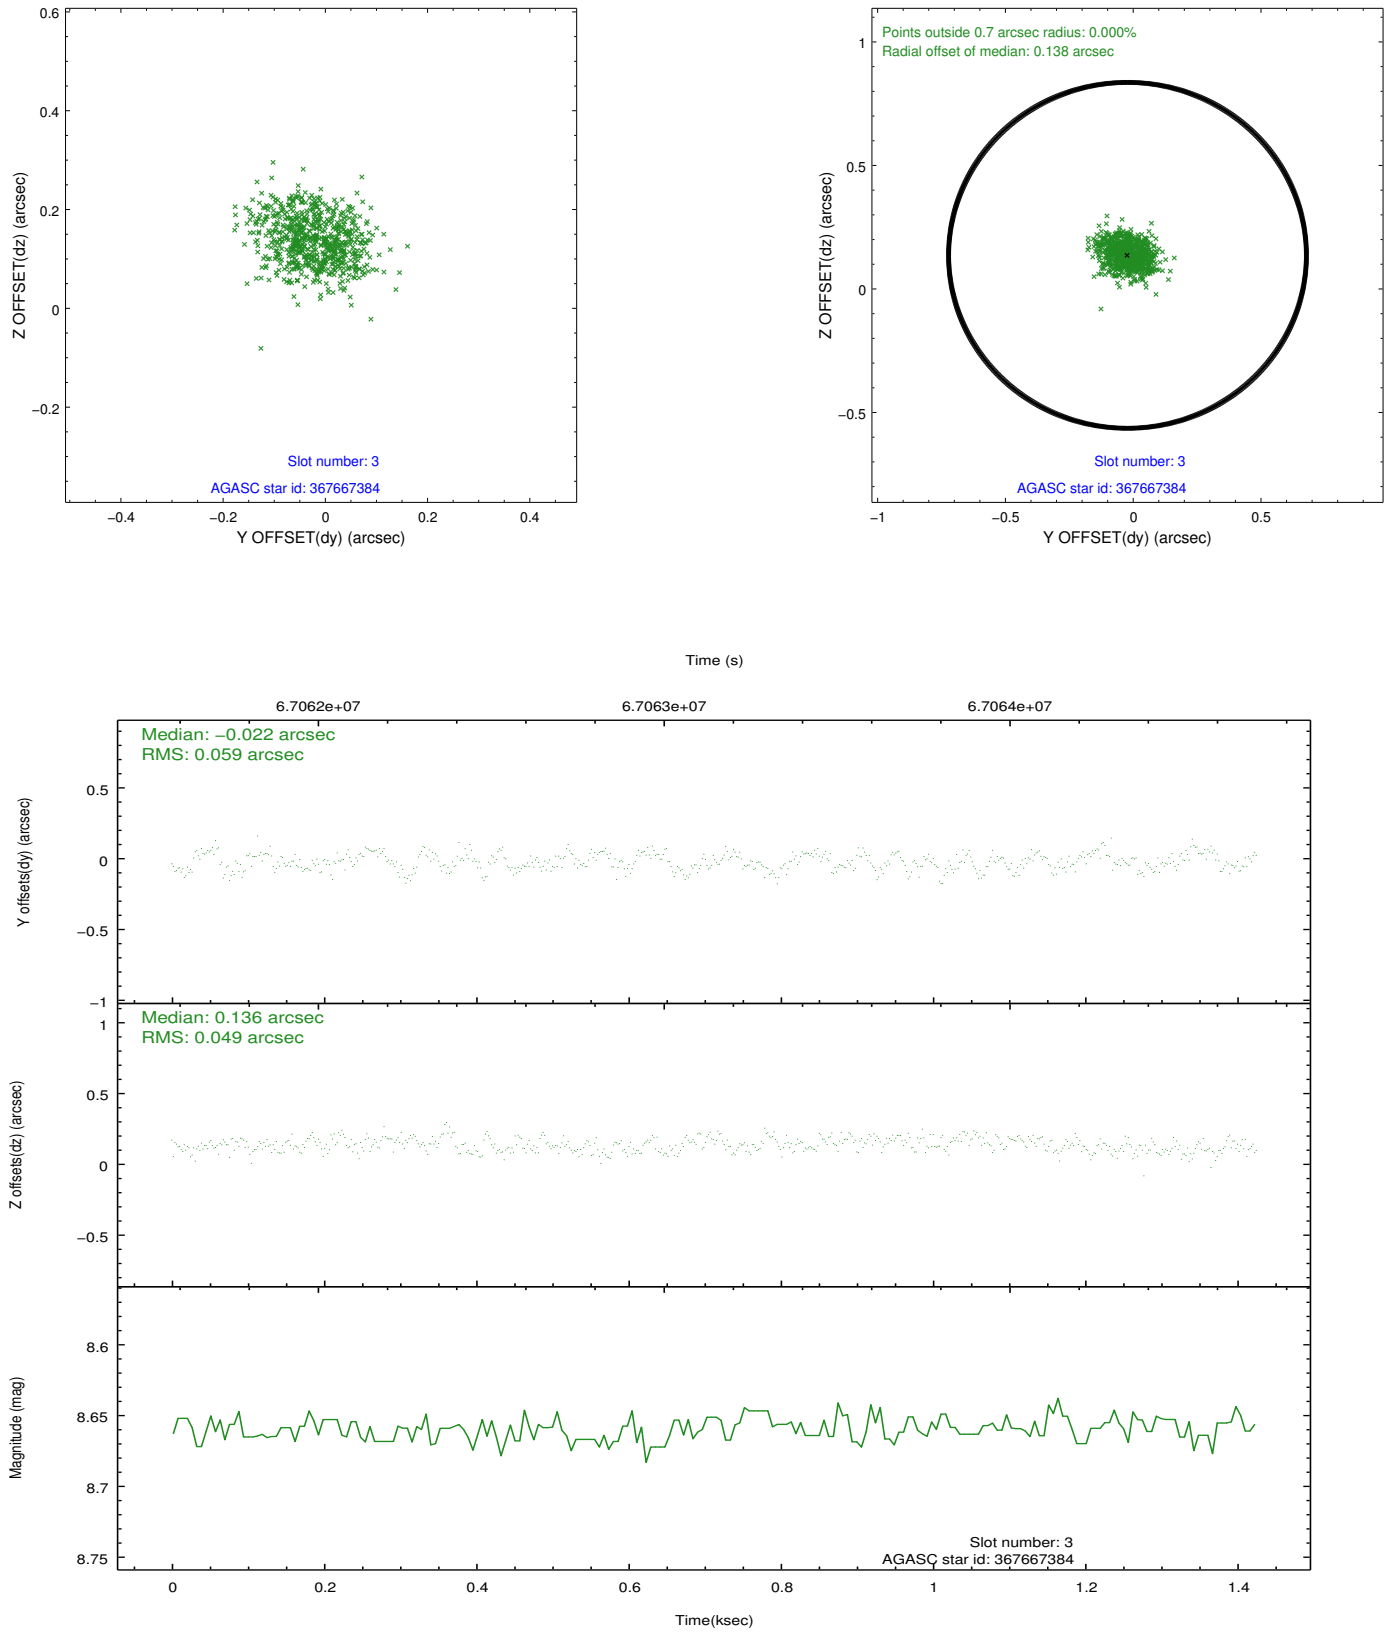 0.6
0.4
0.2
0
−0.2
Z OFFSET(dz) (arcsec)
Slot number: 3
AGASC star id: 367667384
−0.4
−0.2
0
0.2
0.4
Y OFFSET(dy) (arcsec)
Points outside 0.7 arcsec radius: 0.000%
Radial offset of median: 0.138 arcsec
1
0.5
0
−0.5
Z OFFSET(dz) (arcsec)
Slot number: 3
AGASC star id: 367667384
−1
−0.5
0
0.5
Y OFFSET(dy) (arcsec)
Time (s)
6.7062e+07
6.7063e+07
6.7064e+07
Median: −0.022 arcsec
RMS: 0.059 arcsec
0.5
0
−0.5
−1
Y offsets(dy) (arcsec)
Median: 0.136 arcsec
RMS: 0.049 arcsec
1
0.5
0
−0.5
Z offsets(dz) (arcsec)
8.6
8.65
8.7
8.75
Magnitude (mag)
Slot number: 3
AGASC star id: 367667384
0
0.2
0.4
0.6
0.8
1
1.2
1.4
Time(ksec)